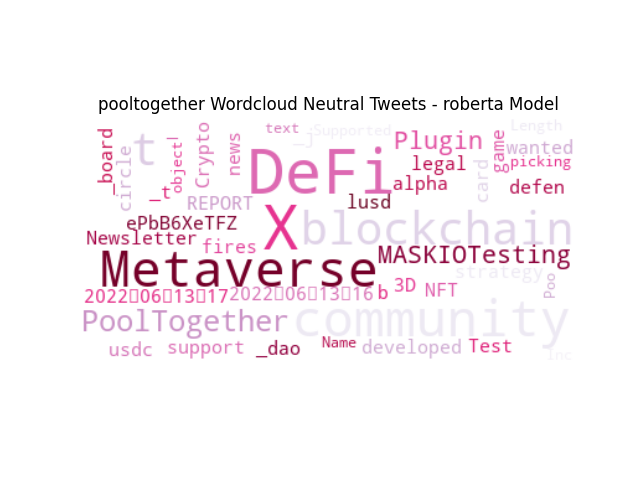 pooltogether Wordcloud Neutral Tweets - roberta Model
text
_j
Supported
Length
_board
circle
t
object
Crypto
news
DeFi
Plugin
game
wanted
legal
picking
card
alpha
defen
_t
REPORT
lusd
ePbB6XeTFZ
X
blockchain
Newsletter
fires
MASKIOTesting
Metaverse
strategy
2022▯06▯13▯17
2022▯06▯13▯16
b
3D
NFT
Poo
PoolTogether
community
usdc
support
_dao
Name
developed
Test
inc